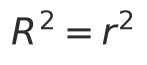 R² = r²